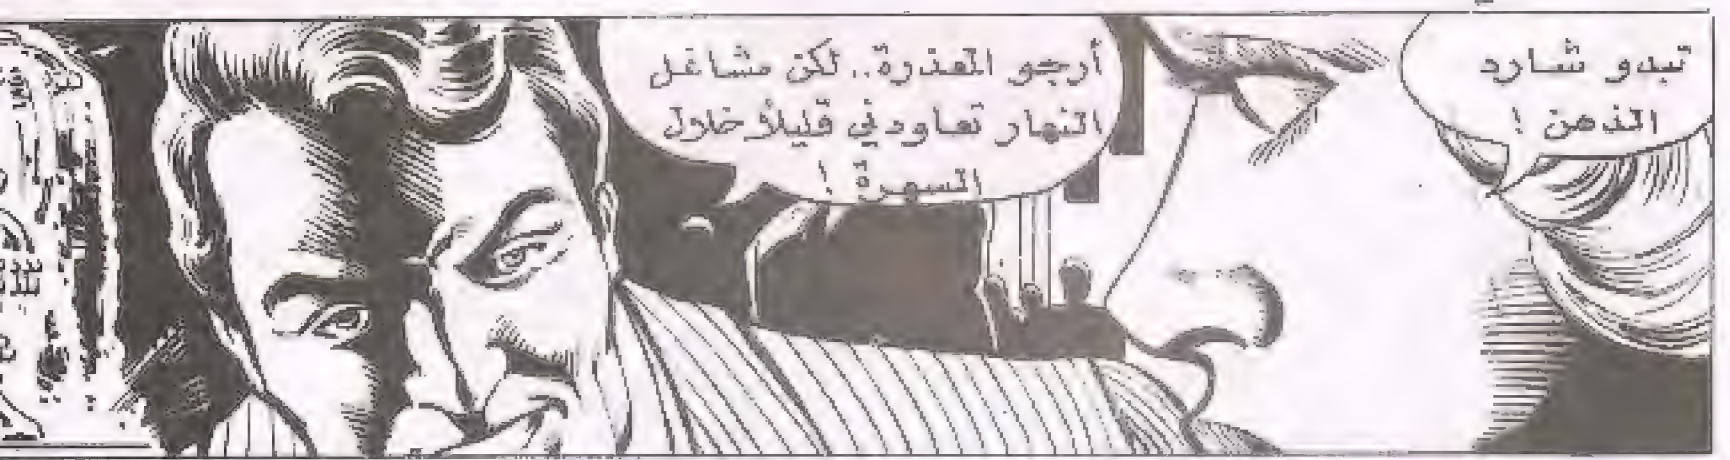 تبدو شارد
الذهن !
أرجو المعذرة.. لكن مشاغل
النهار تعاودني قليلاً خلال
السهرة !